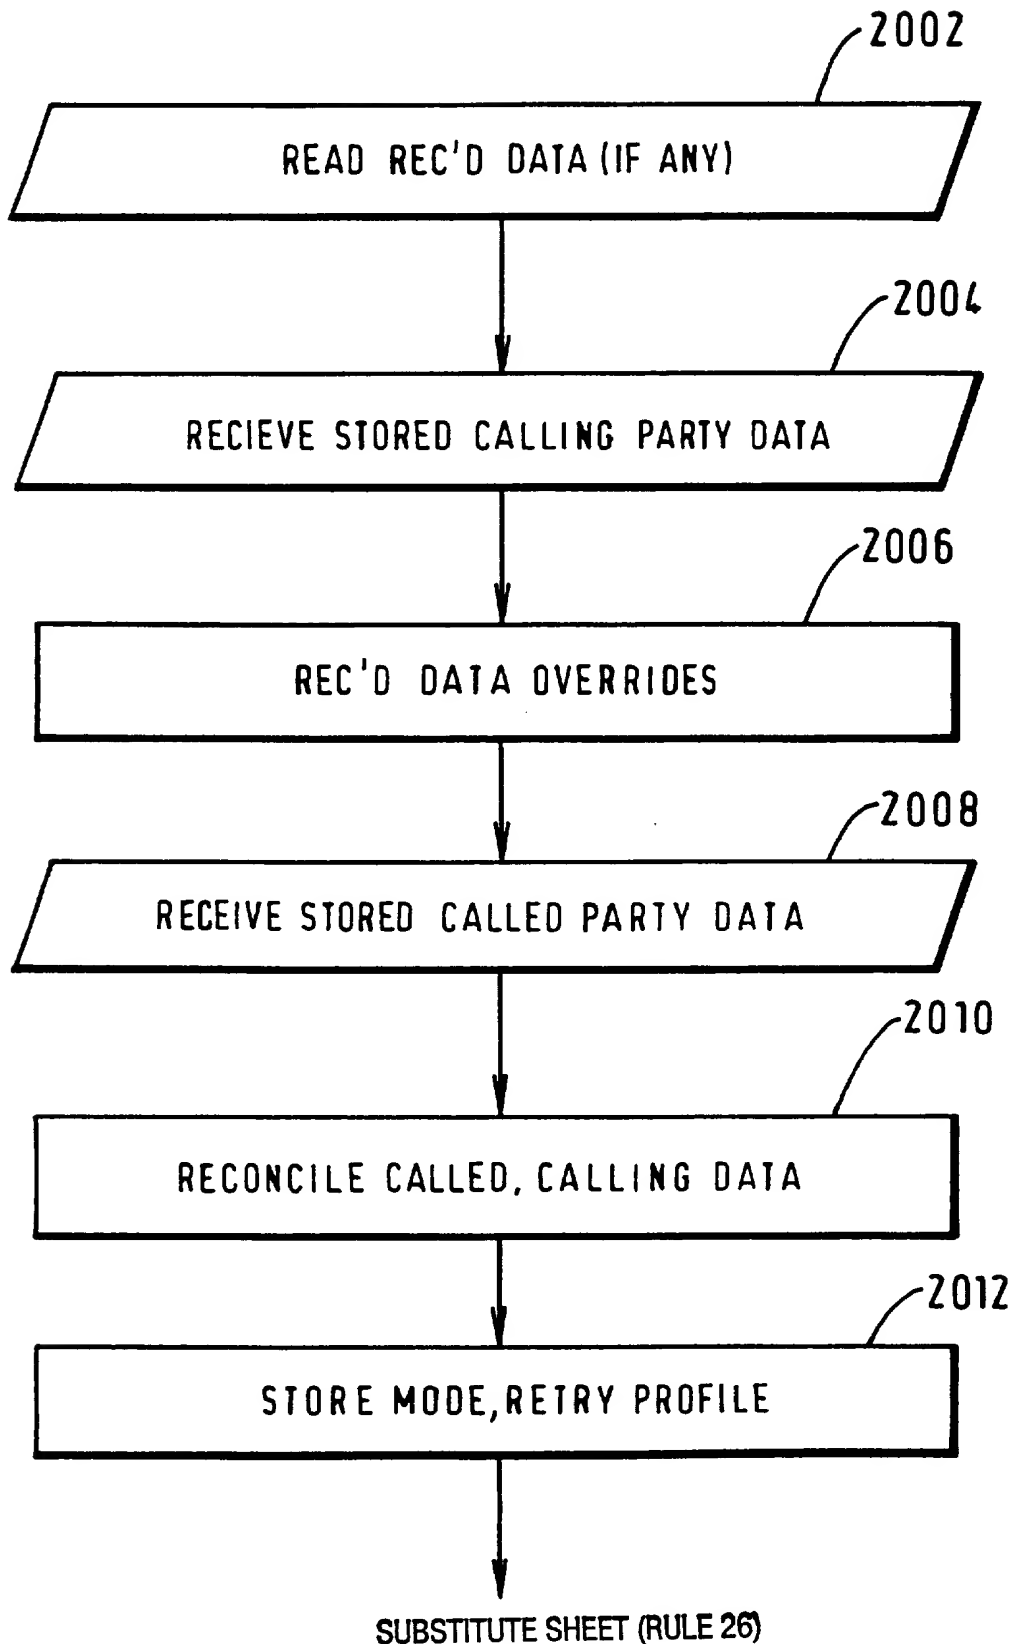 2002
READ REC'D DATA (IF ANY)
2004
RECIEVE STORED CALLING PARTY DATA
2006
REC'D DATA OVERRIDES
2008
RECEIVE STORED CALLED PARTY DATA
2010
RECONCILE CALLED, CALLING DATA
2012
STORE MODE, RETRY PROFILE
SUBSTITUTE SHEET (RULE 26)